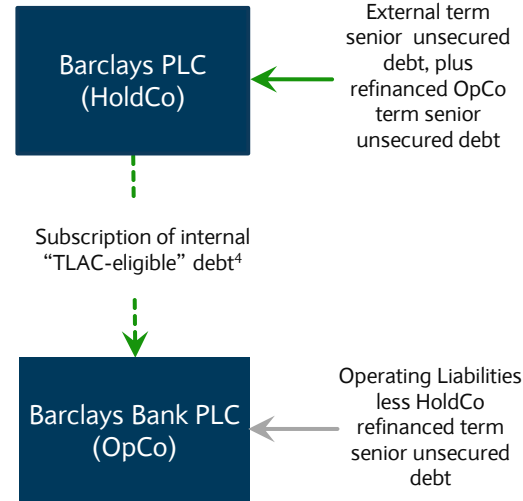 External term
senior unsecured
debt, plus
refinanced OpCo
term senior
unsecured debt
Barclays PLC
(HoldCo)
Subscription of internal
“TLAC-eligible” debt⁴
Barclays Bank PLC
(OpCo)
Operating Liabilities
less HoldCo
refinanced term
senior unsecured
debt